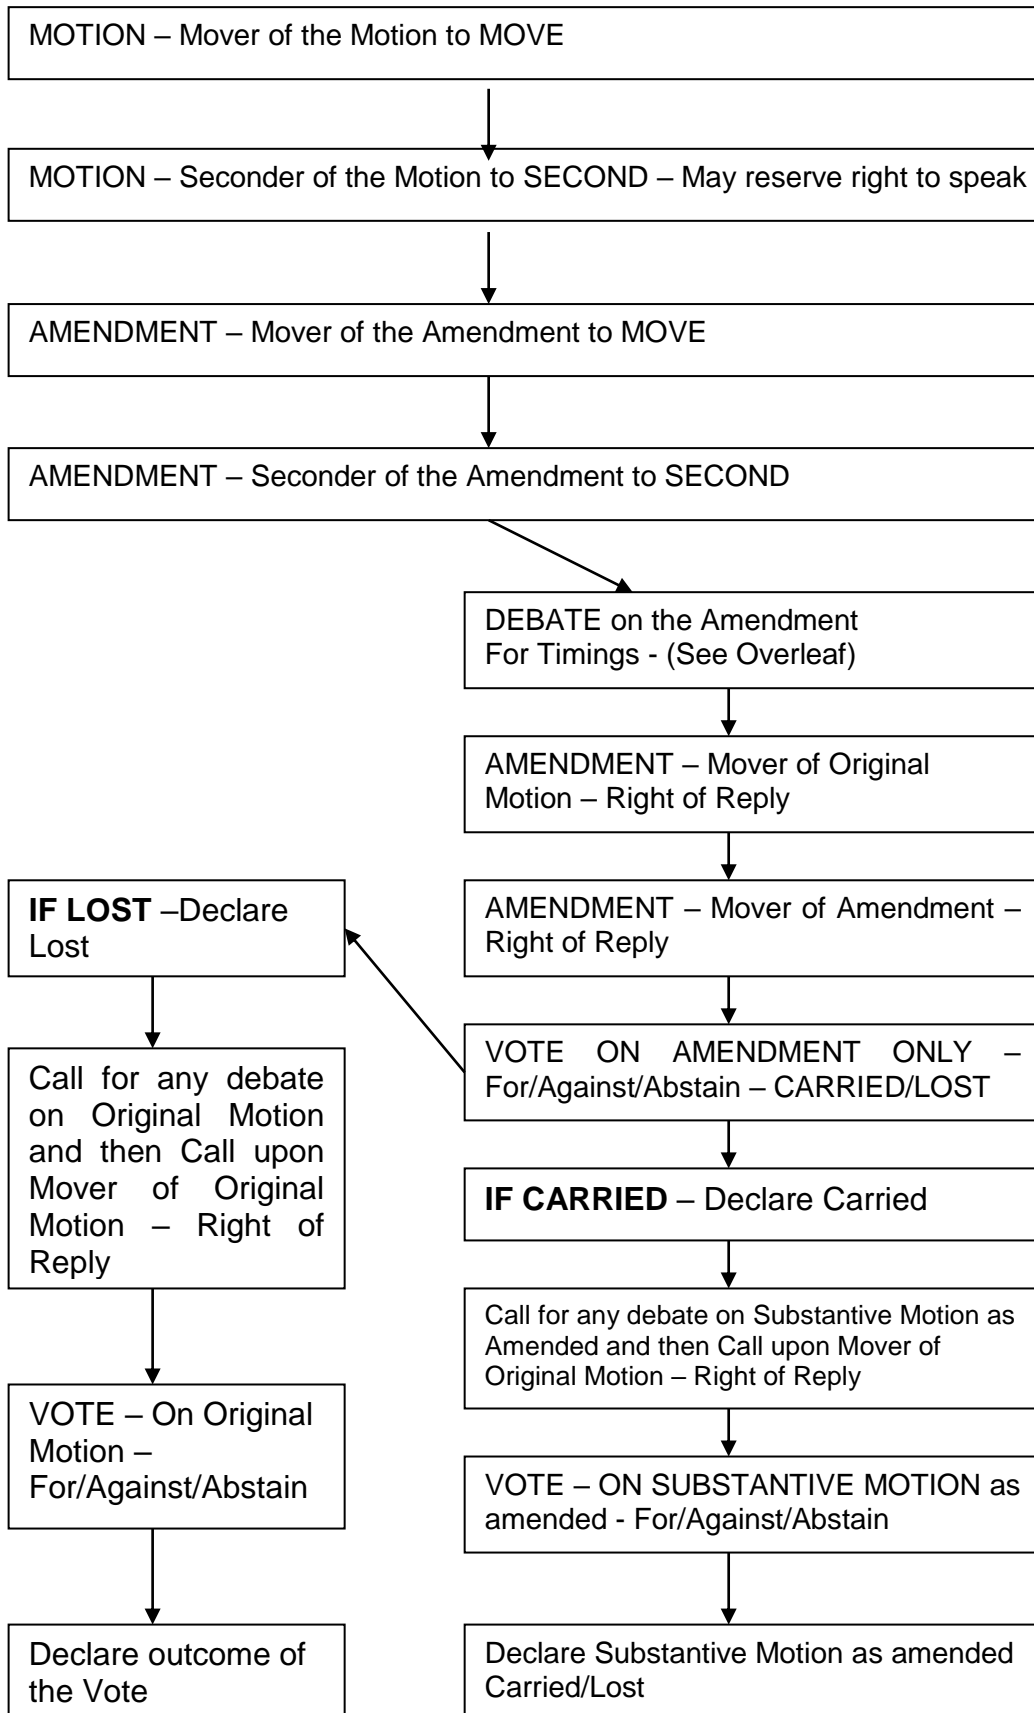 MOTION – Mover of the Motion to MOVE
MOTION – Seconder of the Motion to SECOND – May reserve right to speak
AMENDMENT – Mover of the Amendment to MOVE
AMENDMENT – Seconder of the Amendment to SECOND
DEBATE on the Amendment
For Timings - (See Overleaf)
AMENDMENT – Mover of Original
Motion – Right of Reply
AMENDMENT – Mover of Amendment –
Right of Reply
VOTE ON AMENDMENT ONLY –
For/Against/Abstain – CARRIED/LOST
IF LOST –Declare
Lost
Call for any debate
on Original Motion
and then Call upon
Mover of Original
Motion – Right of
Reply
VOTE – On Original
Motion –
For/Against/Abstain
Declare outcome of
the Vote
IF CARRIED – Declare Carried
Call for any debate on Substantive Motion as
Amended and then Call upon Mover of
Original Motion – Right of Reply
VOTE – ON SUBSTANTIVE MOTION as
amended - For/Against/Abstain
Declare Substantive Motion as amended
Carried/Lost